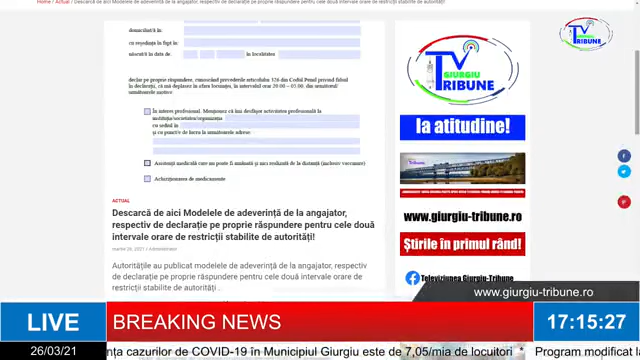 Home / Actual / Descarcă de aici Modelele de adeverință de la angajator, respectiv de declarație pe proprie răspundere pentru cele două intervale orare de restricții stabilite de autorități!
domiciliat/ă în
cu reședința în fapt în
născut/ă în data de
în localitatea
declar pe proprie răspundere, cunoscând prevederile articolului 326 din Codul Penal privind falsul
în declarații, că mă deplasez în afara locuinței, în intervalul orar 20:00 – 05:00, din următorul/
următoarele motive:
În interes profesional. Menționez că îmi desfășor activitatea profesională la
instituția/societatea/organizația
cu sediul în
și cu punct/e de lucru la următoarele adrese:
Asistență medicală care nu poate fi amânată și nici realizată de la distanță (inclusiv vaccinare)
Achiziționarea de medicamente
ACTUAL
Descarcă de aici Modelele de adeverință de la angajator,
respectiv de declarație pe proprie răspundere pentru cele două
intervale orare de restricții stabilite de autorități!
martie 26, 2021 / Administrator
Autoritățile au publicat modelele de adeverință de la angajator, respectiv
de declarație pe proprie răspundere pentru cele două intervale orare de
restricții stabilite de autorități .
TV
GIURGIU
TRIBUNE
Ia atitudine!
www.giurgiu-tribune.ro
Știrile în primul rând!
Televiziunea Giurgiu-Tribune
TV
GIURGIU
TRIBUNE
www.giurgiu-tribune.ro
LIVE
BREAKING NEWS
17:15:27
26/03/21
nța cazurilor de COVID-19 în Municipiul Giurgiu este de 7,05/mia de locuitori * Program modificat l